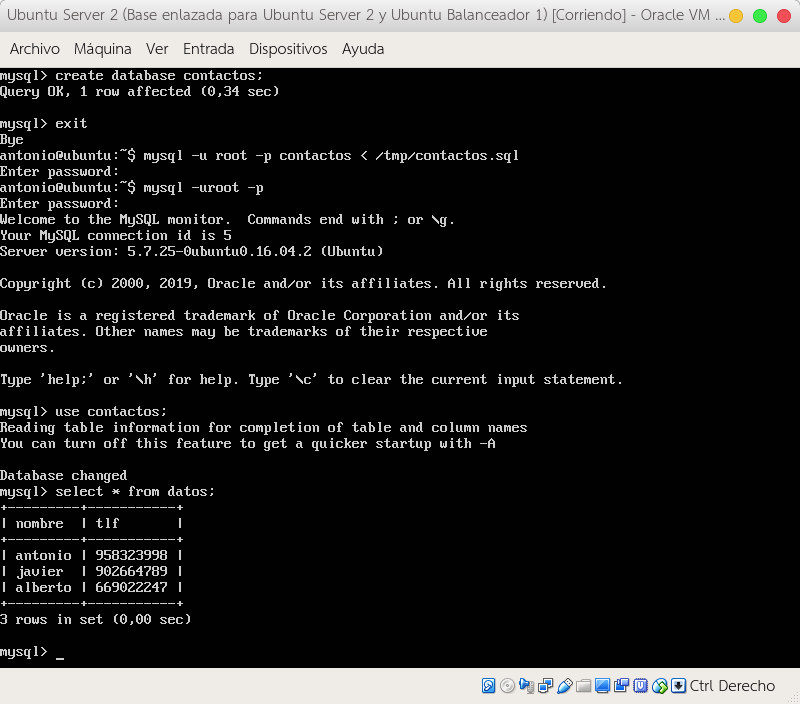 Ubuntu Server 2 (Base enlazada para Ubuntu Server 2 y Ubuntu Balanceador 1) [Corriendo] - Oracle VM ...
Archivo Máquina Ver Entrada Dispositivos Ayuda
mysql> create database contactos;
Query OK, 1 row affected (0,34 sec)
mysql> exit
Bye
antonio@ubuntu:~$ mysql -u root -p contactos < /tmp/contactos.sql
Enter password:
antonio@ubuntu:~$ mysql -uroot -p
Enter password:
Welcome to the MySQL monitor.  Commands end with ; or \g.
Your MySQL connection id is 5
Server version: 5.7.25-0ubuntu0.16.04.2 (Ubuntu)
Copyright (c) 2000, 2019, Oracle and/or its affiliates. All rights reserved.
Oracle is a registered trademark of Oracle Corporation and/or its
affiliates. Other names may be trademarks of their respective
owners.
Type 'help;' or '\h' for help. Type '\c' to clear the current input statement.
mysql> use contactos;
Reading table information for completion of table and column names
You can turn off this feature to get a quicker startup with -A
Database changed
mysql> select * from datos;
+---------+-----------+
| nombre  | tlf       |
+---------+-----------+
| antonio | 958323998 |
| javier  | 902664789 |
| alberto | 669022247 |
+---------+-----------+
3 rows in set (0,00 sec)
mysql> _
Ctrl Derecho